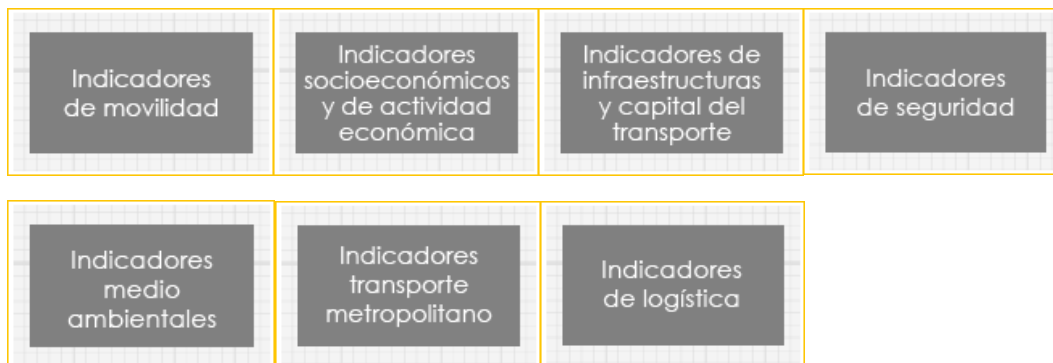 Indicadores
de movilidad
Indicadores
socioeconómicos
y de actividad
económica
Indicadores de
infraestructuras
y capital del
transporte
Indicadores
de seguridad
Indicadores
medio
ambientales
Indicadores
transporte
metropolitano
Indicadores
de logística